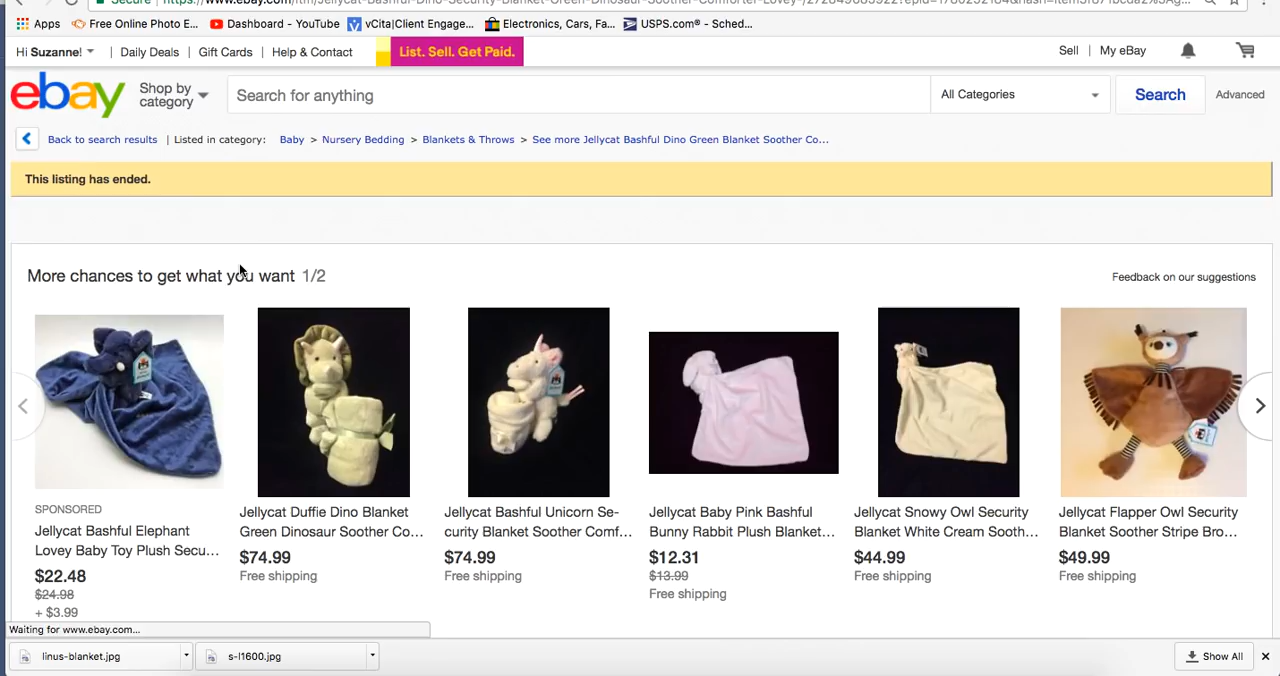 Apps Free Online Photo E... Dashboard - YouTube vCita|Client Engage... Electronics, Cars, Fa... USPS.com® - Sched...
Hi Suzanne! | Daily Deals | Gift Cards | Help & Contact List. Sell. Get Paid. Sell | My eBay
ebay Shop by category Search for anything All Categories Search Advanced
Back to search results | Listed in category: Baby > Nursery Bedding > Blankets & Throws > See more Jellycat Bashful Dino Green Blanket Soother Co...
This listing has ended.
More chances to get what you want 1/2 Feedback on our suggestions
SPONSORED
Jellycat Bashful Elephant
Lovey Baby Toy Plush Secu...
$22.48
$24.98
+ $3.99
Jellycat Duffie Dino Blanket
Green Dinosaur Soother Co...
$74.99
Free shipping
Jellycat Bashful Unicorn Se-
curity Blanket Soother Comf...
$74.99
Free shipping
Jellycat Baby Pink Bashful
Bunny Rabbit Plush Blanket...
$12.31
$13.99
Free shipping
Jellycat Snowy Owl Security
Blanket White Cream Sooth...
$44.99
Free shipping
Jellycat Flapper Owl Security
Blanket Soother Stripe Bro...
$49.99
Free shipping
Waiting for www.ebay.com...
linus-blanket.jpg s-l1600.jpg Show All